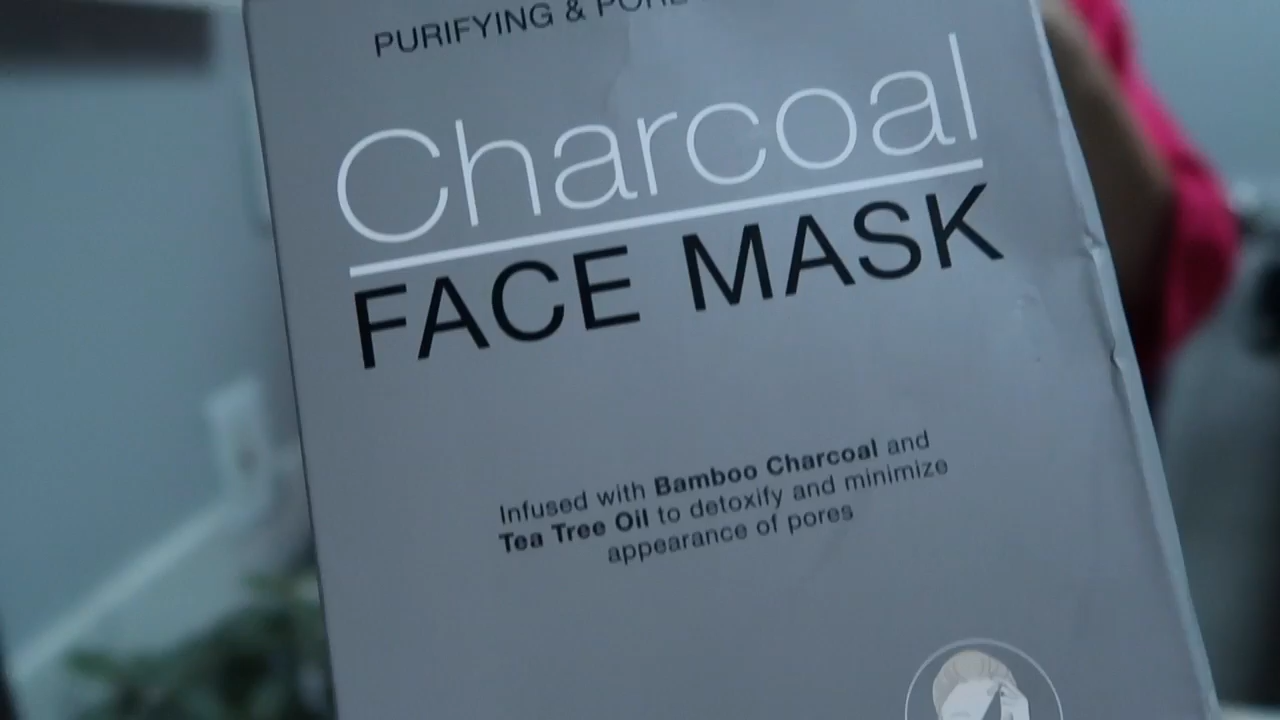 PURIFYING &
Charcoal
FACE MASK
Infused with Bamboo Charcoal and
Tea Tree Oil to detoxify and minimize
appearance of pores